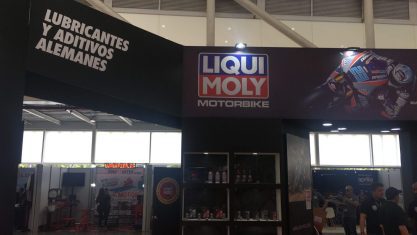 LUBRICANTES
Y ADITIVOS
ALEMANES
LIQUI
MOLY
MOTORBIKE